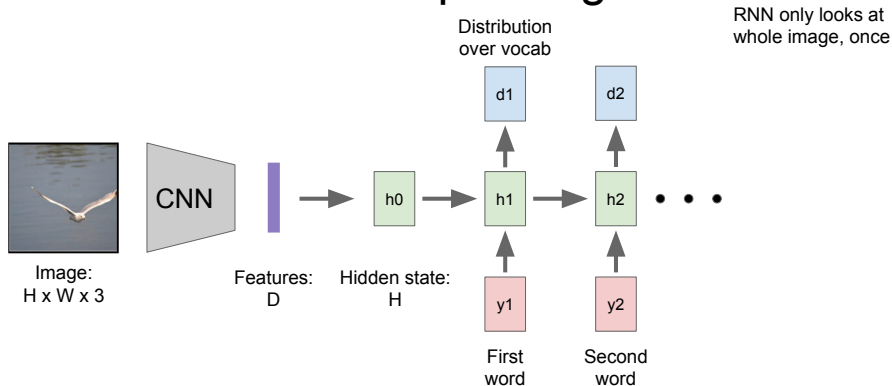 RNN only looks at
whole image, once
Distribution
over vocab
d1
d2
CNN
h0
h1
h2
Image:
H x W x 3
Features:
D
Hidden state:
H
y1
y2
First
word
Second
word